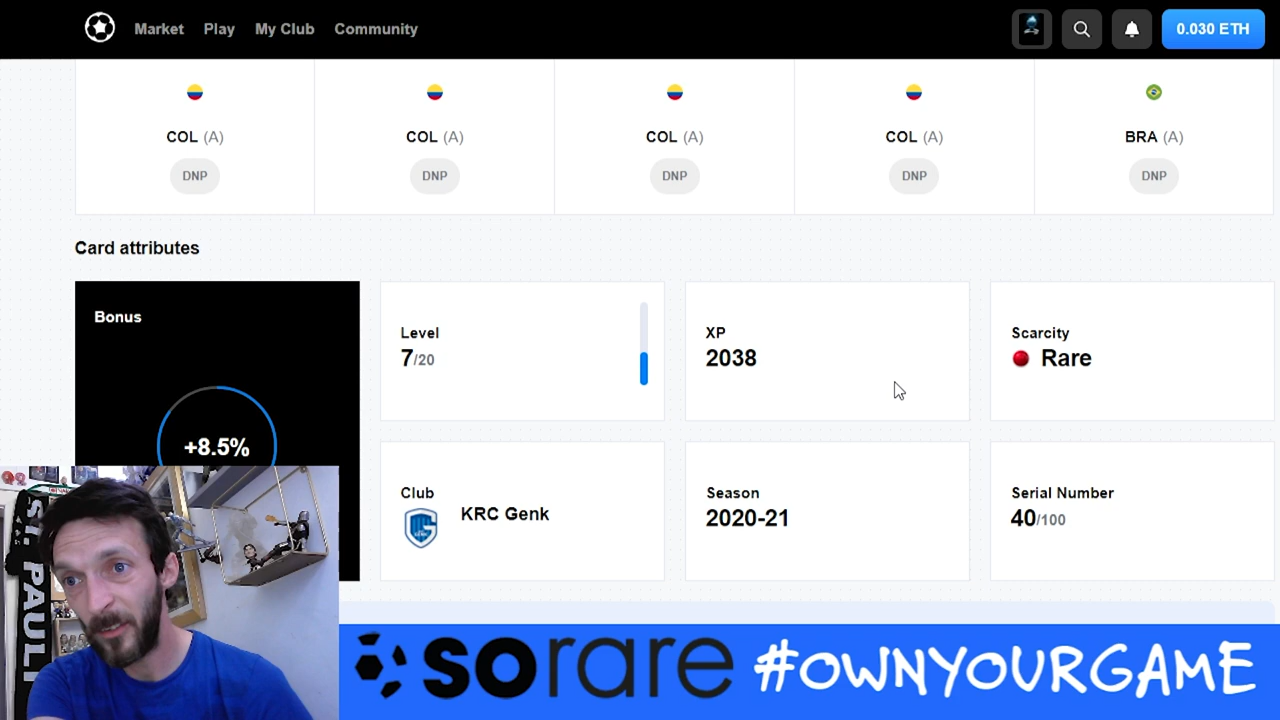 Market Play My Club Community 0.030 ETH
COL (A) COL (A) COL (A) COL (A) BRA (A)
DNP DNP DNP DNP DNP
Card attributes
Bonus
+8.5%
Level
7/20
XP
2038
Scarcity
Rare
Club
KRC Genk
Season
2020-21
Serial Number
40/100
ST. PAULI
sorare #OWNYOURGAME